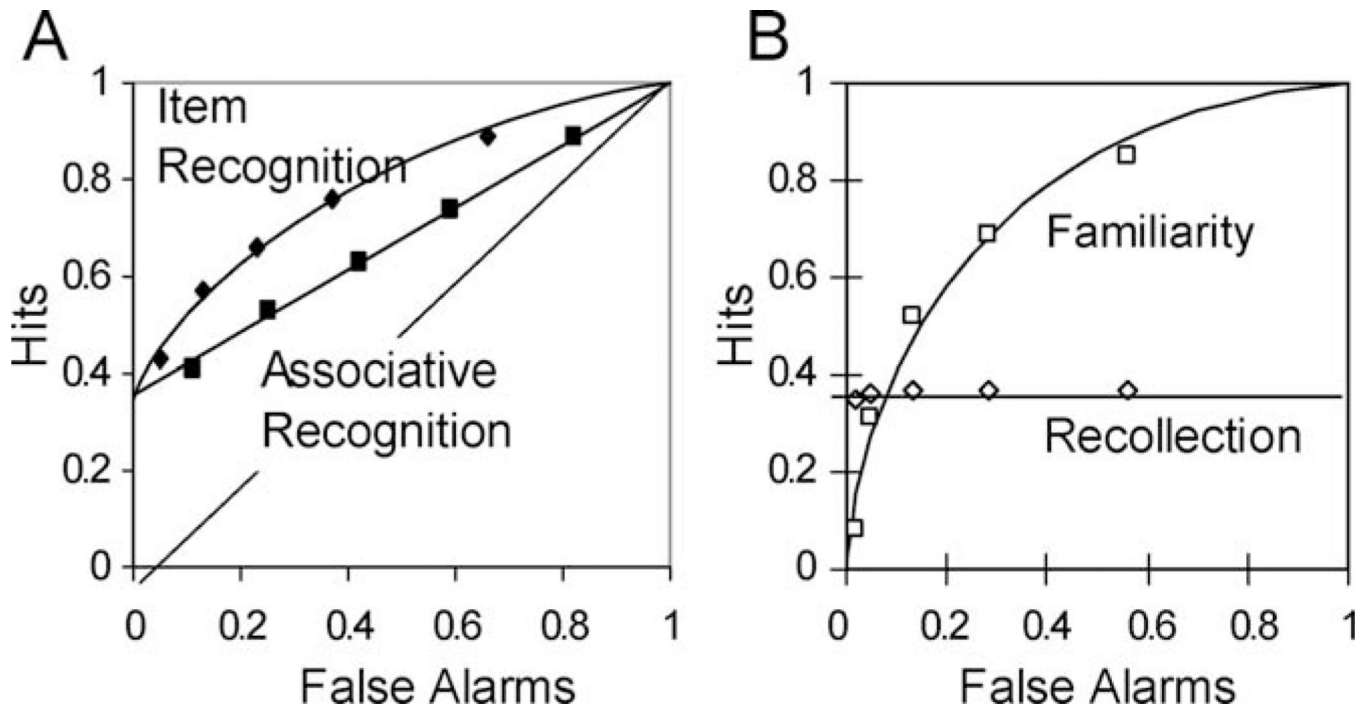 A
Hits
1
0.8
0.6
0.4
0.2
0
Item
Recognition
Associative
Recognition
0 0.2 0.4 0.6 0.8 1
False Alarms
B
Hits
1
0.8
0.6
0.4
0.2
0
Familiarity
Recollection
0 0.2 0.4 0.6 0.8 1
False Alarms